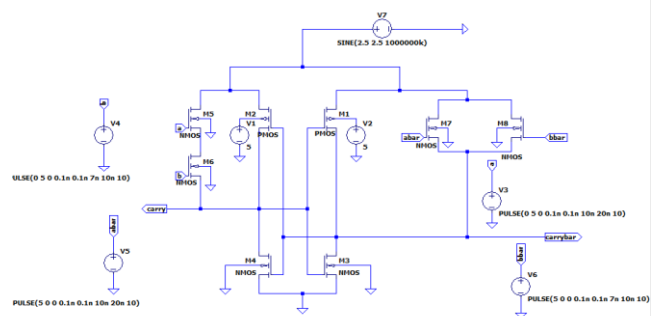 V7
SINE(2.5 2.5 1000000k)
a
V4
ULSE(0 5 0 0.1n 0.1n 7n 10n 10)
a
M5
NMOS
M2
PMOS
V1
5
M1
PMOS
V2
5
abar
M7
NMOS
M8
NMOS
bbar
b
M6
NMOS
a
V3
PULSE(0 5 0 0.1n 0.1n 10n 20n 10)
carry
carrybar
abar
V5
PULSE(5 0 0 0.1n 0.1n 10n 20n 10)
M4
NMOS
M3
NMOS
bbar
V6
PULSE(5 0 0 0.1n 0.1n 7n 10n 10)